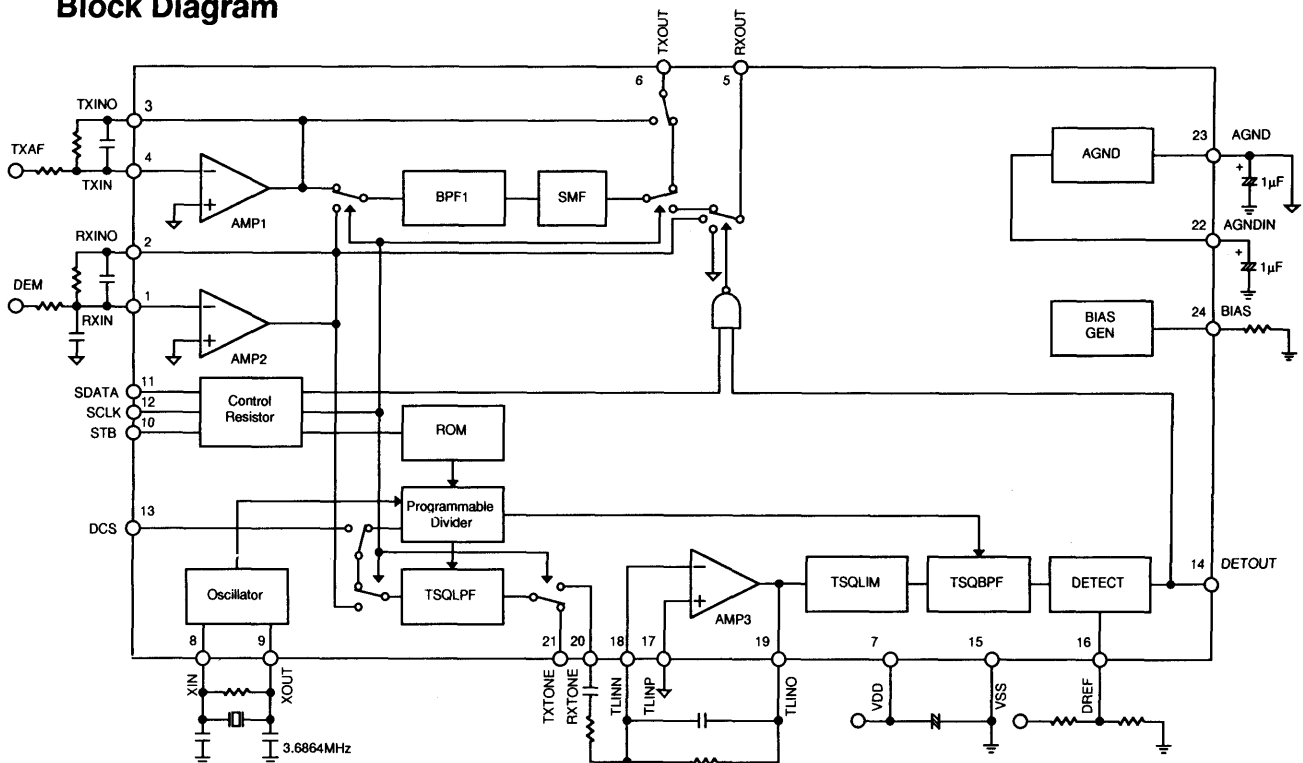 Block Diagram
TXOUT
RXOUT
6
5
TXINO
3
TXAF
4
TXIN
AMP1
BPF1
SMF
AGND
23
AGND
+
1μF
22
AGNDIN
+
1μF
RXINO
2
DEM
1
RXIN
AMP2
BIAS
GEN
24
BIAS
SDATA
11
SCLK
12
STB
10
Control
Resistor
ROM
DCS
13
Programmable
Divider
Oscillator
TSQLPF
AMP3
TSQLIM
TSQBPF
DETECT
14
DETOUT
8
9
21
20
18
17
19
7
15
16
XIN
XOUT
TXTONE
RXTONE
TLINN
TLINP
TLINO
VDD
VSS
DREF
3.6864MHz